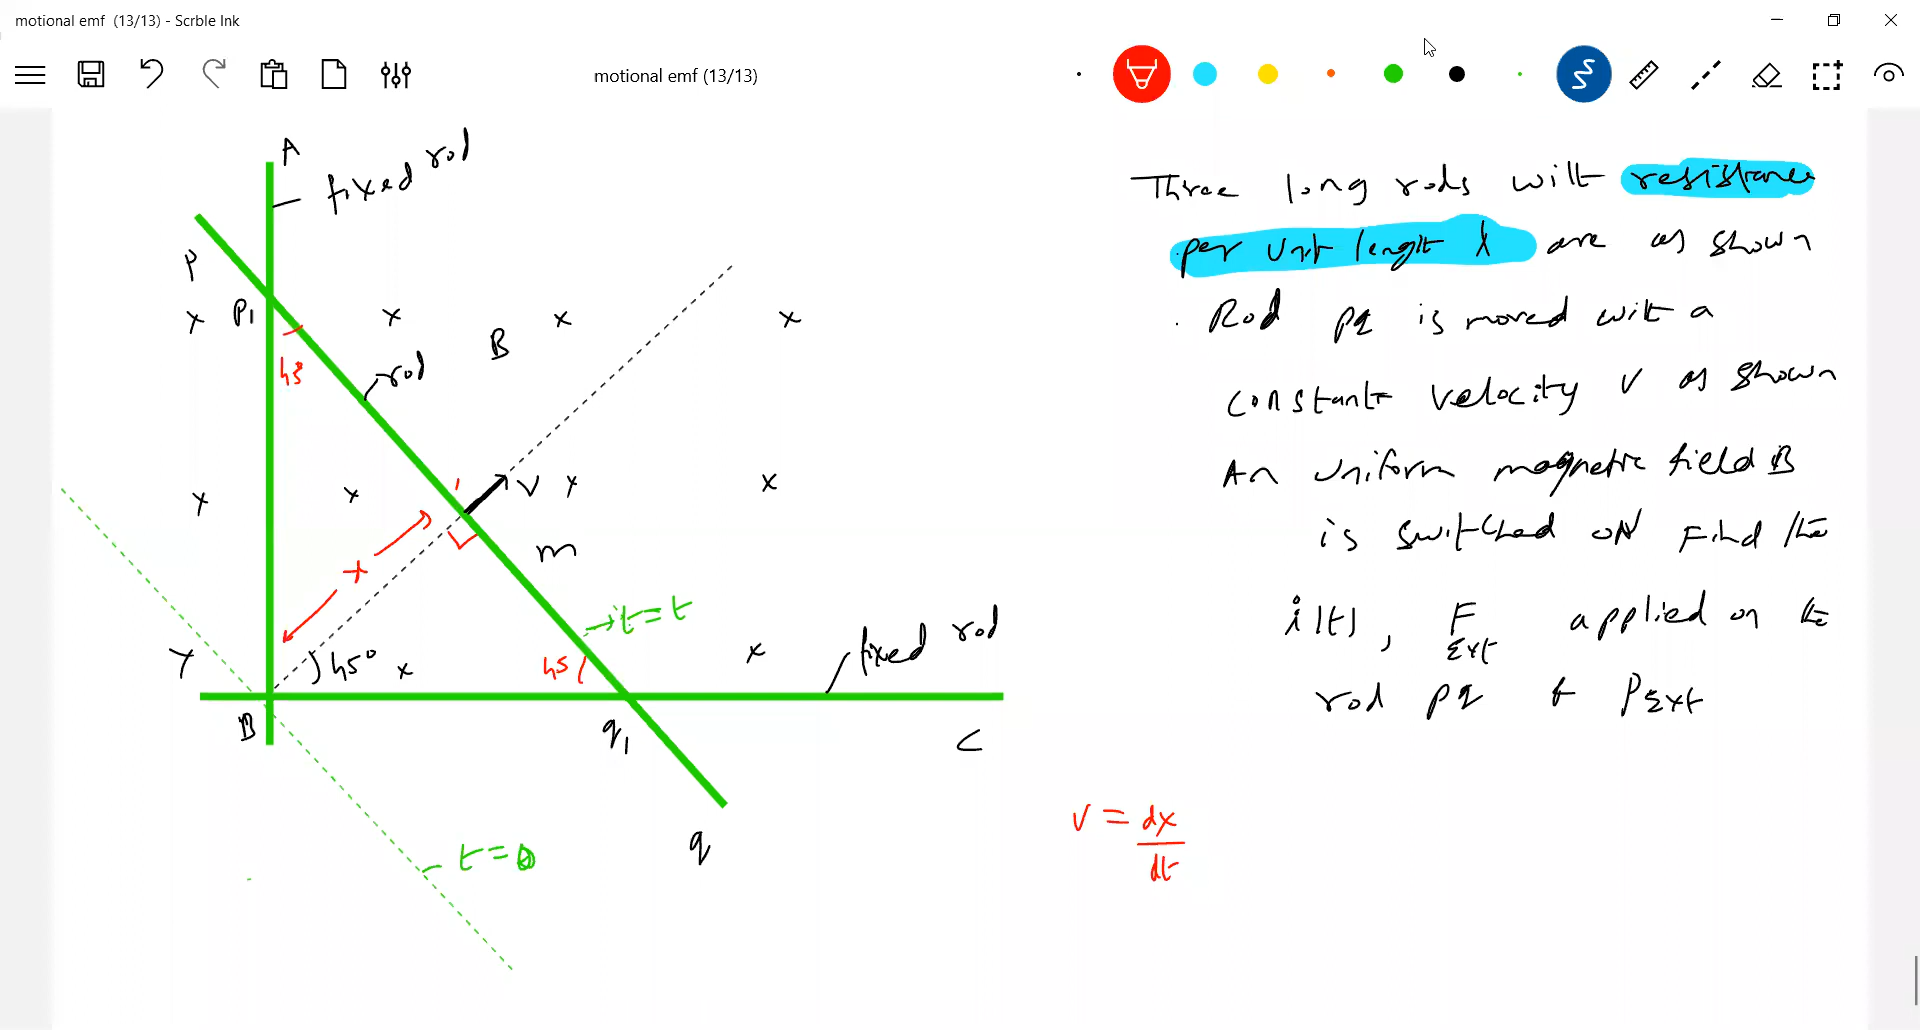 motional emf (13/13) - Scrble Ink
motional emf (13/13)
A
fixed rod
P
P1
45
rod
B
x x x x
Three long rods with resistance
per unit length λ are as shown
Rod pq is moved with a
constant velocity v as shown
An uniform magnetic field B
is switched ON Find the
i(t), F Ext applied on the
rod pq & PExt
V
x x x x
m
x
t=t
fixed rod
45°
x
45
x
B
q1
C
q
t=0
v = dx
dt